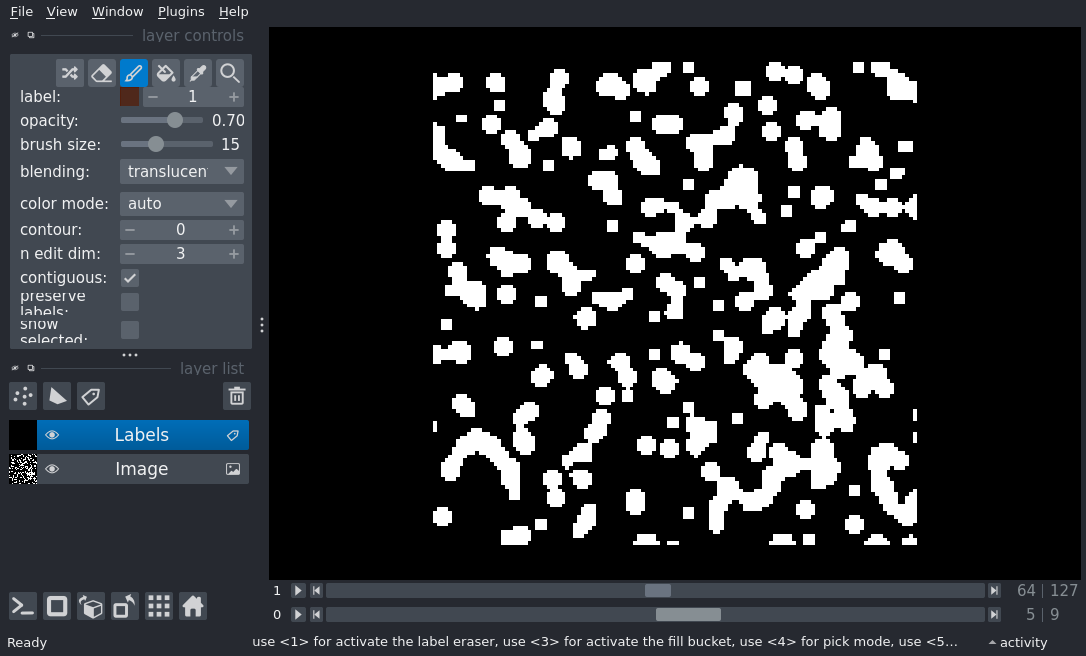 File View Window Plugins Help
layer controls
label: 1
opacity: 0.70
brush size: 15
blending: translucen
color mode: auto
contour: 0
n edit dim: 3
contiguous:
preserve
labels:
show
selected:
layer list
Labels
Image
1 64 127
0 5 9
Ready use <1> for activate the label eraser, use <3> for activate the fill bucket, use <4> for pick mode, use <5... activity